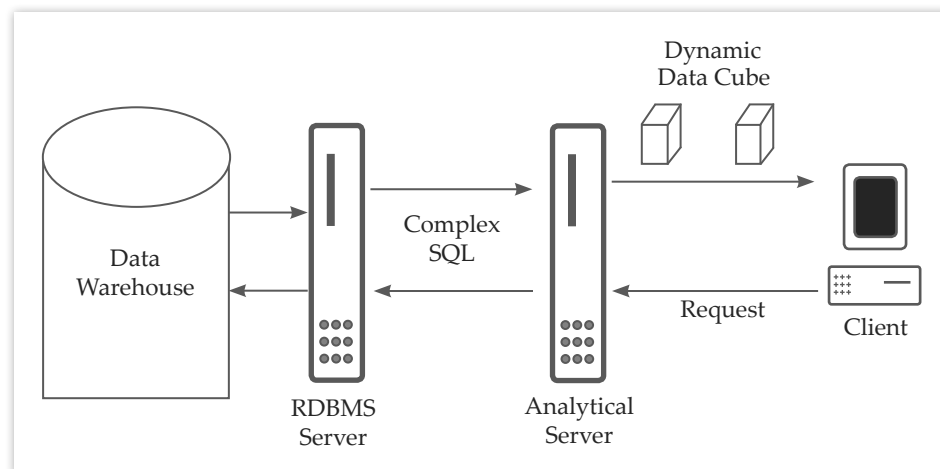 Dynamic
Data Cube
Complex
SQL
Data
Warehouse
Request
Client
RDBMS
Server
Analytical
Server